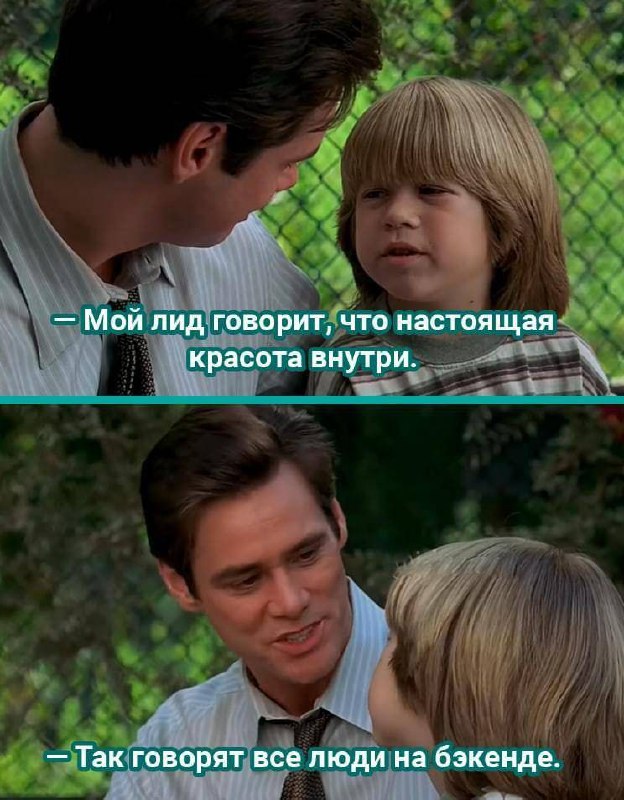 — Мой лид говорит, что настоящая
красота внутри.
— Так говорят все люди на бэкенде.